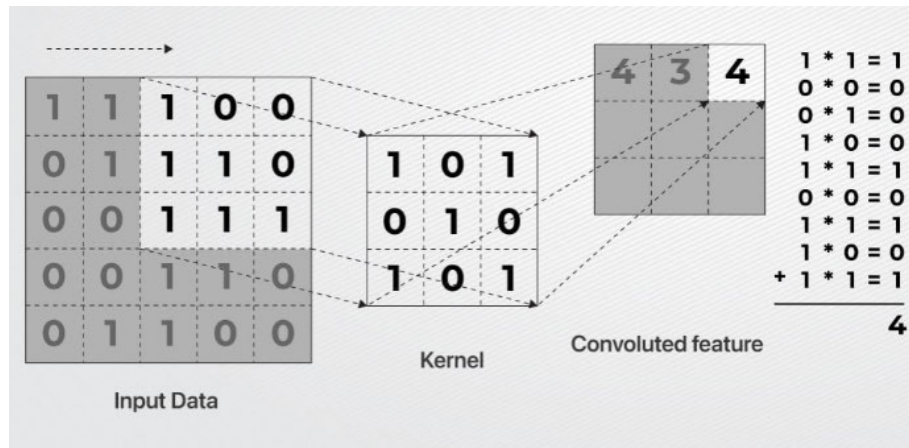 1 1 1 0 0
0 1 1 1 0
0 0 1 1 1
0 0 1 1 0
0 1 1 0 0
Input Data
1 0 1
0 1 0
1 0 1
Kernel
4 3 4
Convoluted feature
1 * 1 = 1
0 * 0 = 0
0 * 1 = 0
1 * 0 = 0
1 * 1 = 1
0 * 0 = 0
1 * 1 = 1
1 * 0 = 0
+ 1 * 1 = 1
4